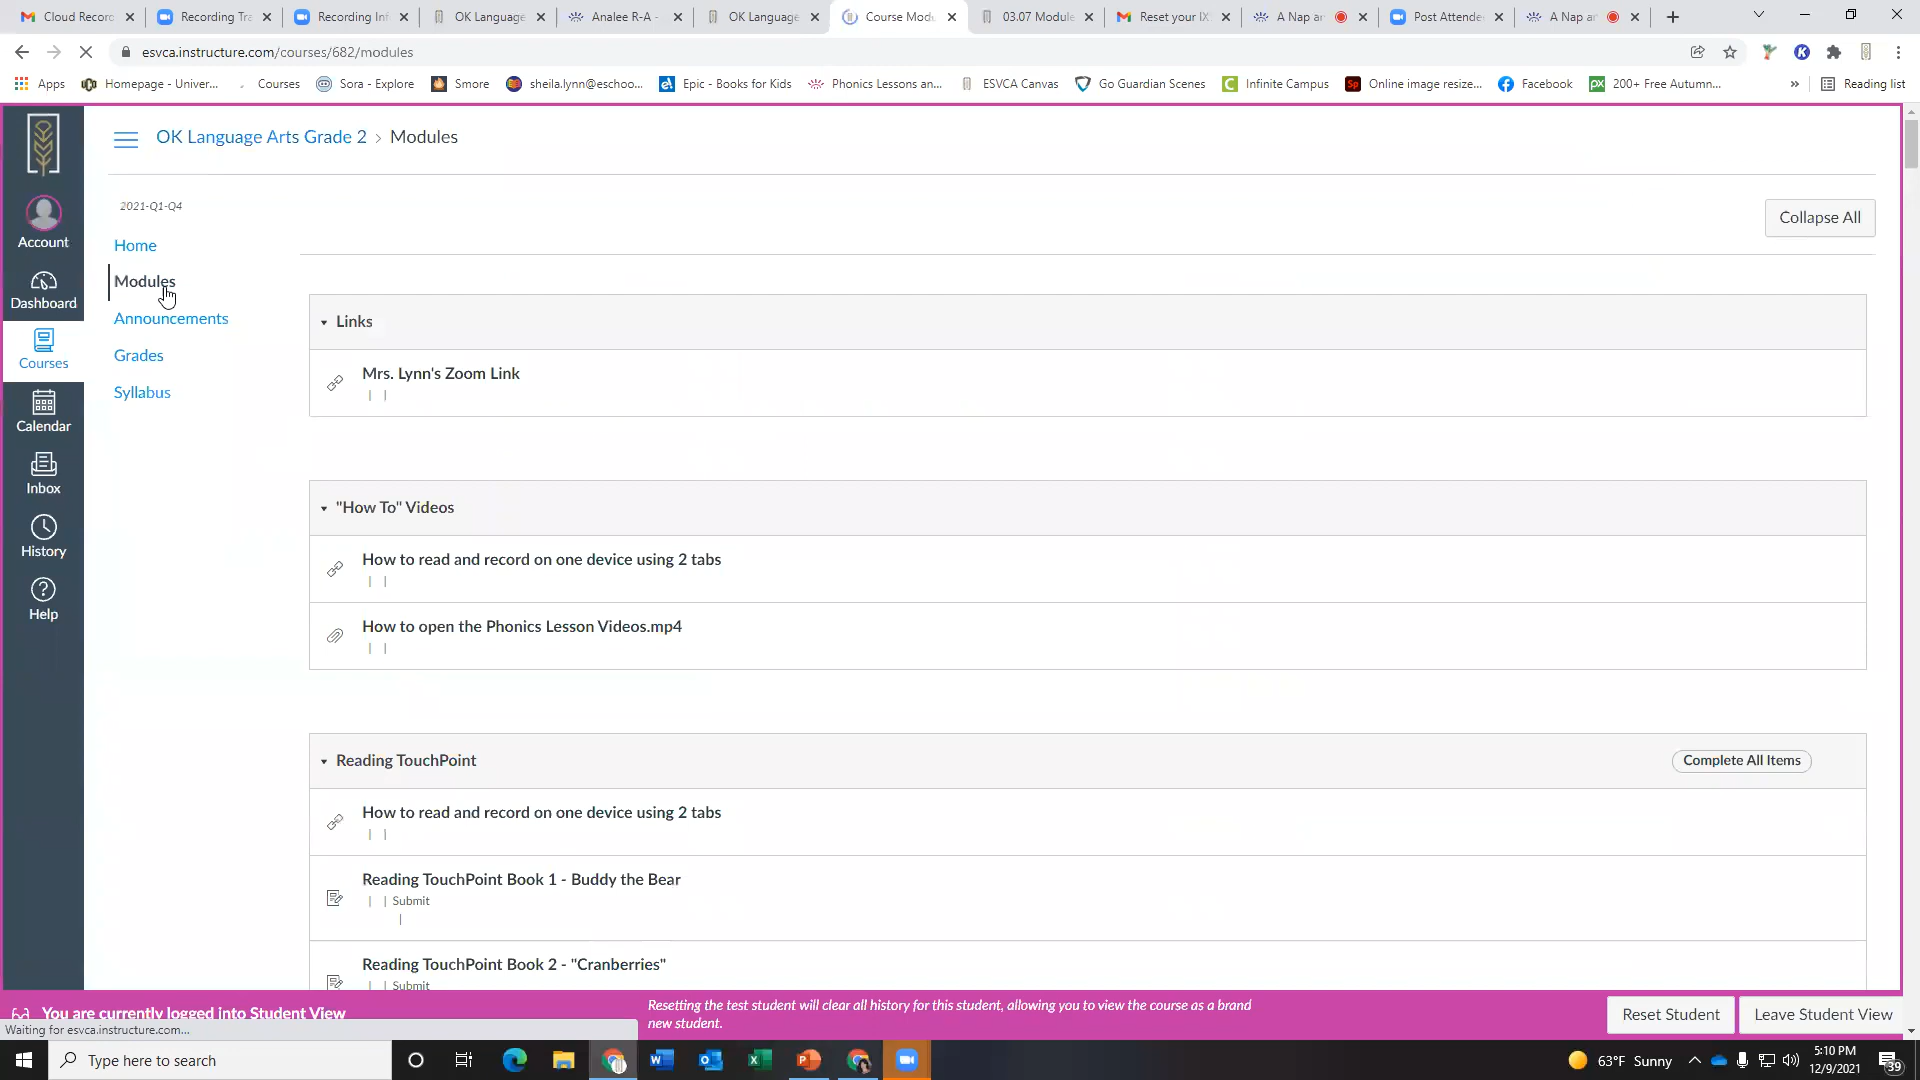 Cloud Recor
Recording Tra
Recording Inf
OK Language
Analee R-A -
OK Language
Course Modu
03.07 Module
Reset your IX
A Nap an
Post Attende
A Nap an
esvca.instructure.com/courses/682/modules
Apps
Homepage - Univer...
Courses
Sora - Explore
Smore
sheila.lynn@eschoo...
Epic - Books for Kids
Phonics Lessons an...
ESVCA Canvas
Go Guardian Scenes
Infinite Campus
Online image resize...
Facebook
200+ Free Autumn...
»
Reading list
OK Language Arts Grade 2 › Modules
2021-Q1-Q4
Collapse All
Home
Modules
Announcements
Grades
Syllabus
Account
Dashboard
Courses
Calendar
Inbox
History
Help
Links
Mrs. Lynn's Zoom Link
| |
"How To" Videos
How to read and record on one device using 2 tabs
| |
How to open the Phonics Lesson Videos.mp4
| |
Reading TouchPoint
Complete All Items
How to read and record on one device using 2 tabs
| |
Reading TouchPoint Book 1 - Buddy the Bear
| | Submit
|
Reading TouchPoint Book 2 - "Cranberries"
| | Submit
You are currently logged into Student View
Resetting the test student will clear all history for this student, allowing you to view the course as a brand
new student.
Reset Student
Leave Student View
Waiting for esvca.instructure.com...
Type here to search
63°F Sunny
5:10 PM
12/9/2021
39